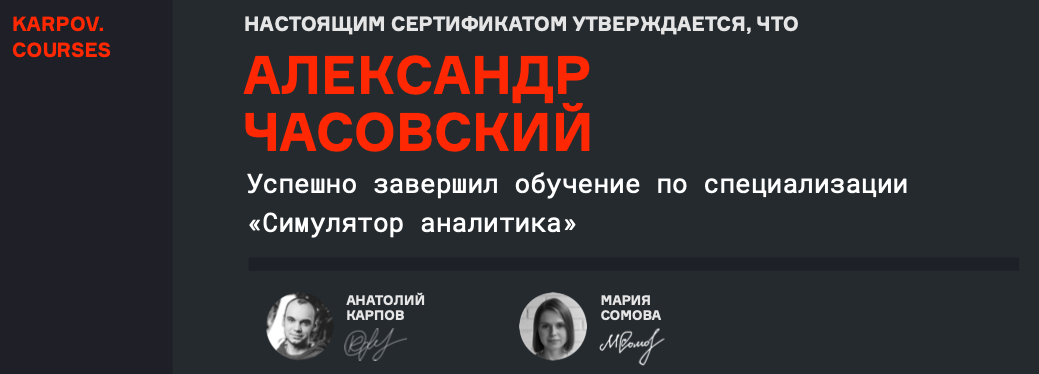 KARPOV.
COURSES
НАСТОЯЩИМ СЕРТИФИКАТОМ УТВЕРЖДАЕТСЯ, ЧТО
АЛЕКСАНДР
ЧАСОВСКИЙ
Успешно завершил обучение по специализации
«Симулятор аналитика»
АНАТОЛИЙ
КАРПОВ
МАРИЯ
СОМОВА